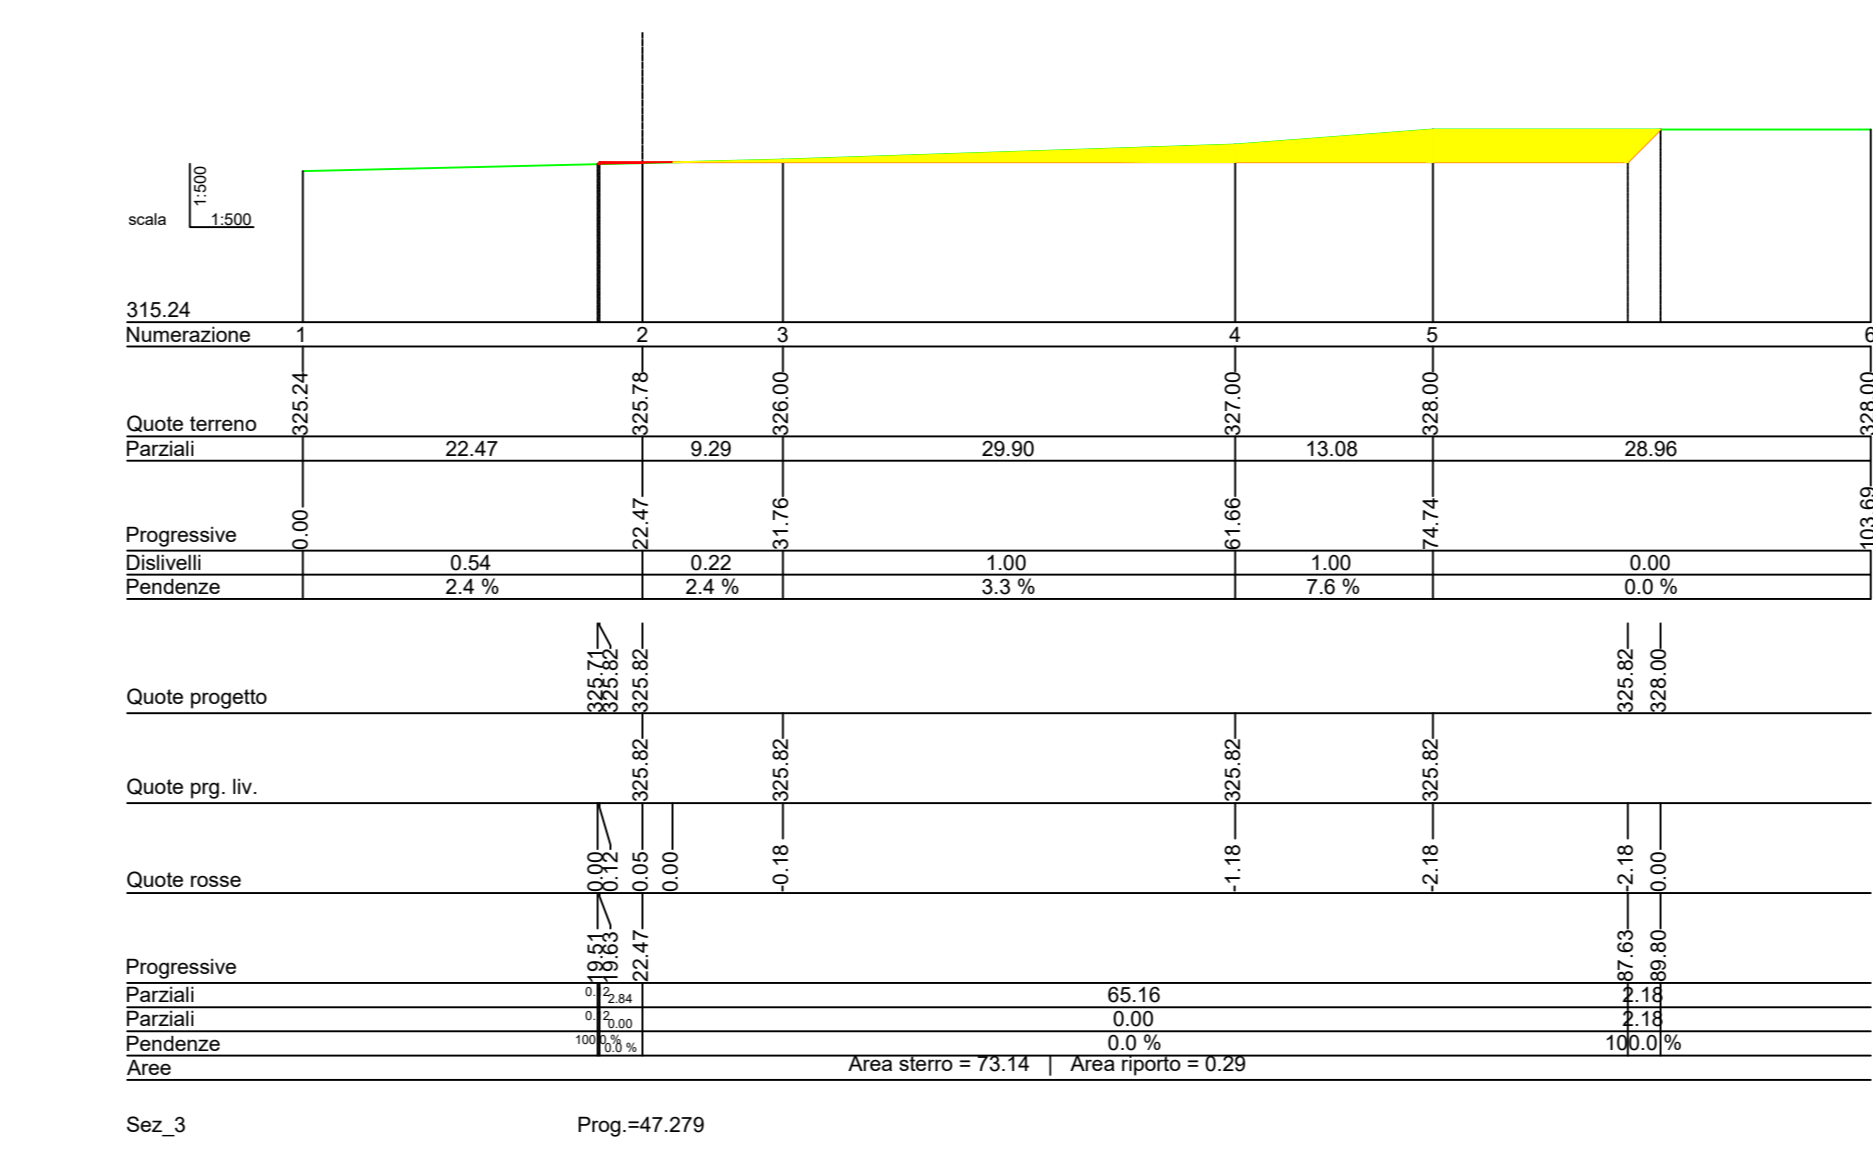 1:500
scala 1:500
315.24
Numerazione 1 2 3 4 5 6
Quote terreno 325.24 325.78 326.00 327.00 328.00 328.00
Parziali 22.47 9.29 29.90 13.08 28.96
Progressive 0.00 22.47 31.76 61.66 74.74 103.69
Dislivelli 0.54 0.22 1.00 1.00 0.00
Pendenze 2.4 % 2.4 % 3.3 % 7.6 % 0.0 %
Quote progetto 325.71 325.82 325.82 325.82 328.00
Quote prg. liv. 325.82 325.82 325.82 325.82
Quote rosse 0.00 0.12 0.05 0.00 -0.18 -1.18 -2.18 -2.18 0.00
Progressive 19.51 19.63 22.47 87.63 89.80
Parziali 2.84 65.16 2.18
Parziali 0.00 0.00 2.18
Pendenze 100.0 % 0.0 % 0.0 % 100.0 %
Aree Area sterro = 73.14 | Area riporto = 0.29
Sez_3 Prog.=47.279